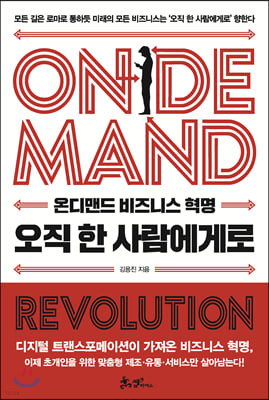 모든 길은 로마로 통하듯 미래의 모든 비즈니스는 '오직 한 사람에게로' 향한다
ON DE
MAND
온디맨드 비즈니스 혁명
오직 한 사람에게로
김용진 지음
REVOLUTION
디지털 트랜스포메이션이 가져온 비즈니스 혁명,
이제 초개인을 위한 맞춤형 제조·유통·서비스만 살아남는다!